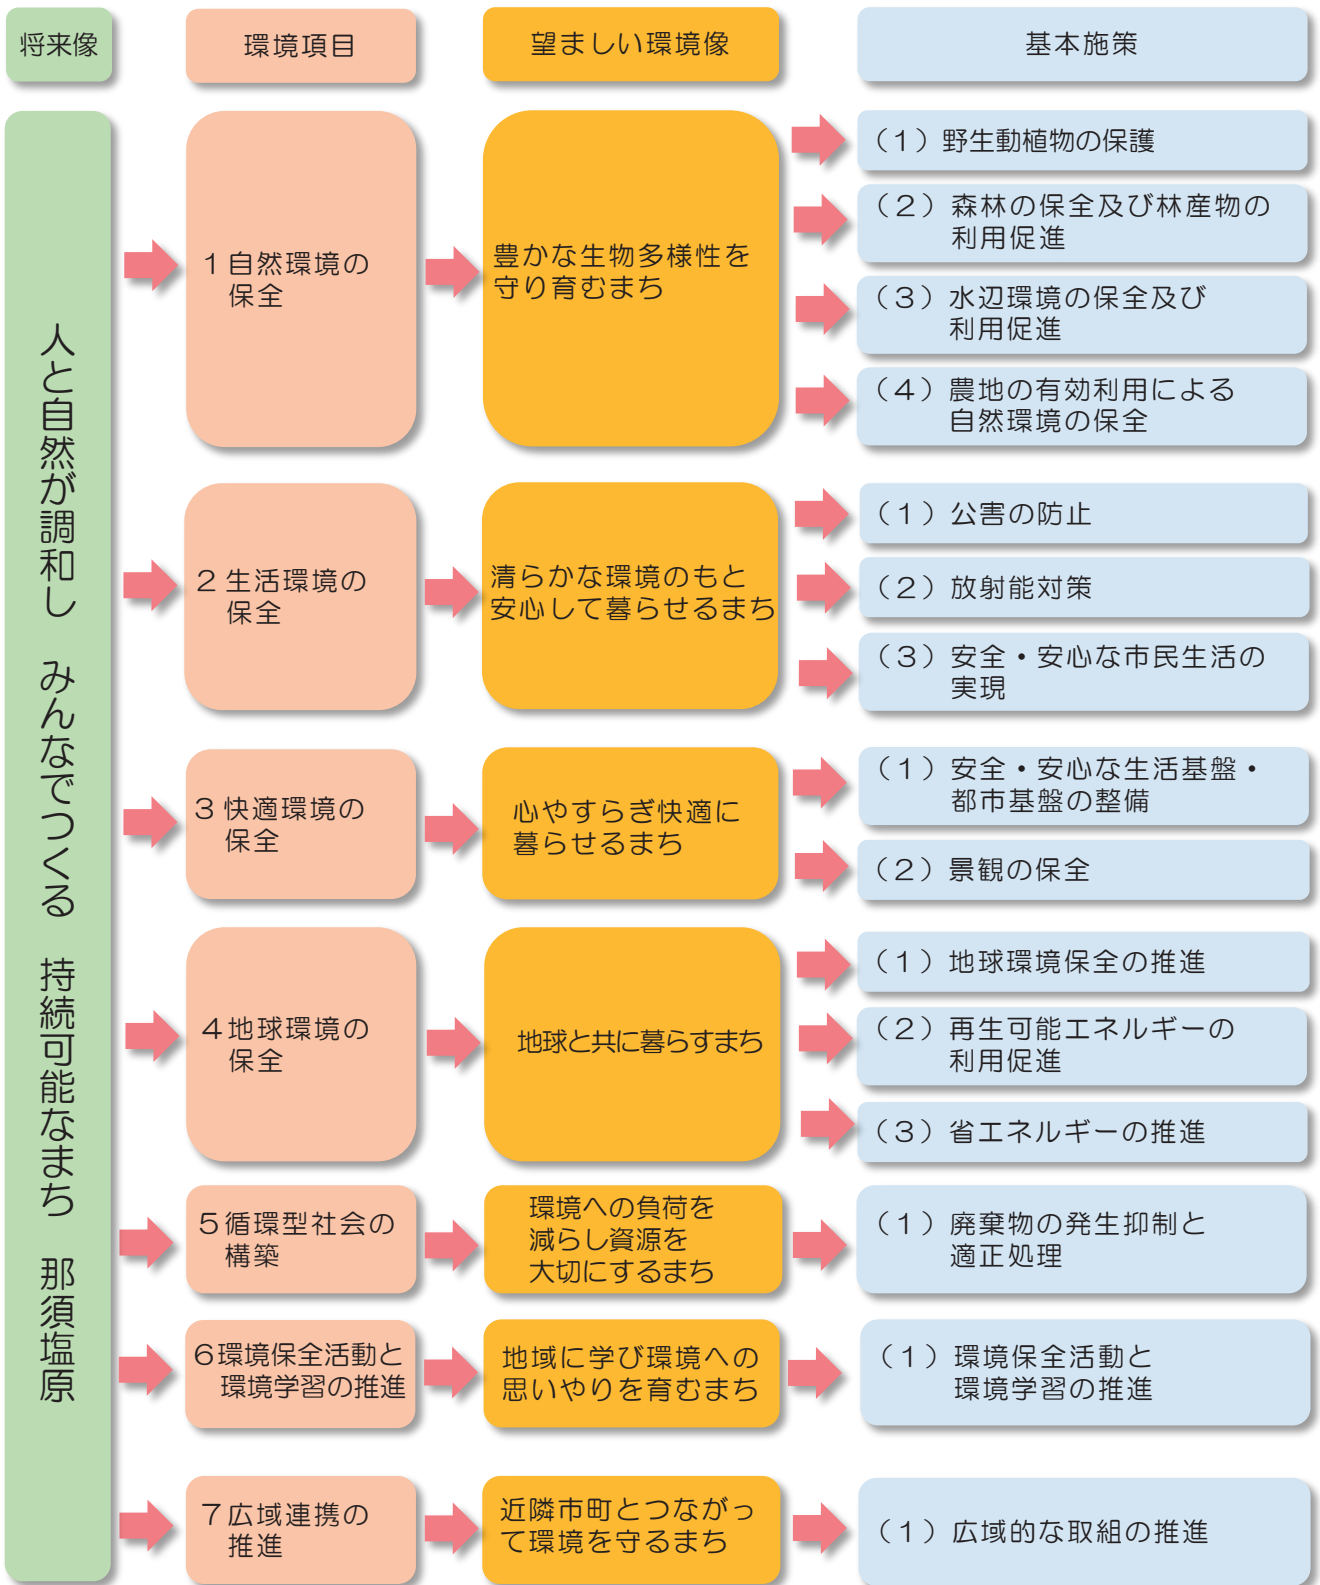 将来像
環境項目
望ましい環境像
基本施策
人と自然が調和し　みんなでつくる　持続可能なまち　那須塩原
1 自然環境の
保全
豊かな生物多様性を
守り育むまち
（1）野生動植物の保護
（2）森林の保全及び林産物の
利用促進
（3）水辺環境の保全及び
利用促進
（4）農地の有効利用による
自然環境の保全
2 生活環境の
保全
清らかな環境のもと
安心して暮らせるまち
（1）公害の防止
（2）放射能対策
（3）安全・安心な市民生活の
実現
3 快適環境の
保全
心やすらぎ快適に
暮らせるまち
（1）安全・安心な生活基盤・
都市基盤の整備
（2）景観の保全
4 地球環境の
保全
地球と共に暮らすまち
（1）地球環境保全の推進
（2）再生可能エネルギーの
利用促進
（3）省エネルギーの推進
5 循環型社会の
構築
環境への負荷を
減らし資源を
大切にするまち
（1）廃棄物の発生抑制と
適正処理
6 環境保全活動と
環境学習の推進
地域に学び環境への
思いやりを育むまち
（1）環境保全活動と
環境学習の推進
7 広域連携の
推進
近隣市町とつながっ
て環境を守るまち
（1）広域的な取組の推進